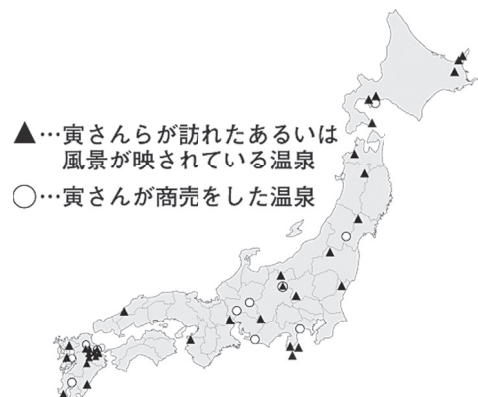 ▲…寅さんらが訪れたあるいは
風景が映されている温泉
○…寅さんが商売をした温泉